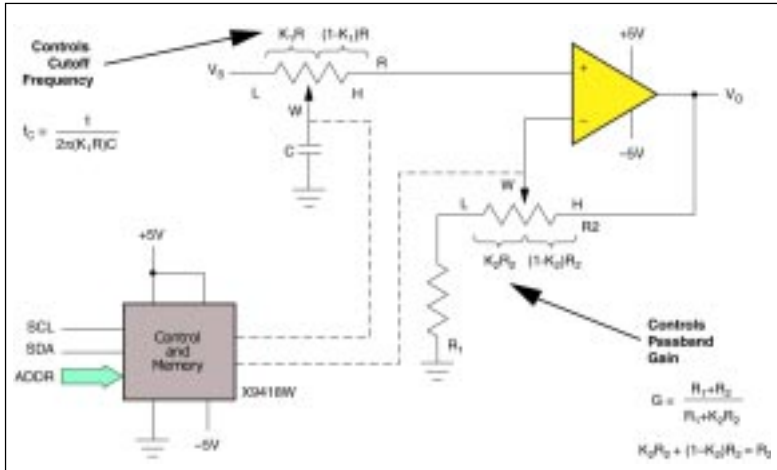 Controls
Cutoff
Frequency
K₁R
(1-K₁)R
R
V_S
L
H
W
C
+5V
+
−
−5V
V_O
f_C = 1 / 2π(K₁R)C
W
L
H
R2
K₂R₂
(1-K₂)R₂
R₁
+5V
SCL
SDA
ADDR
Control
and
Memory
X9418W
−5V
Controls
Passband
Gain
G = R₁+R₂ / R₁+K₂R₂
K₂R₂ + (1−K₂)R₂ = R₂